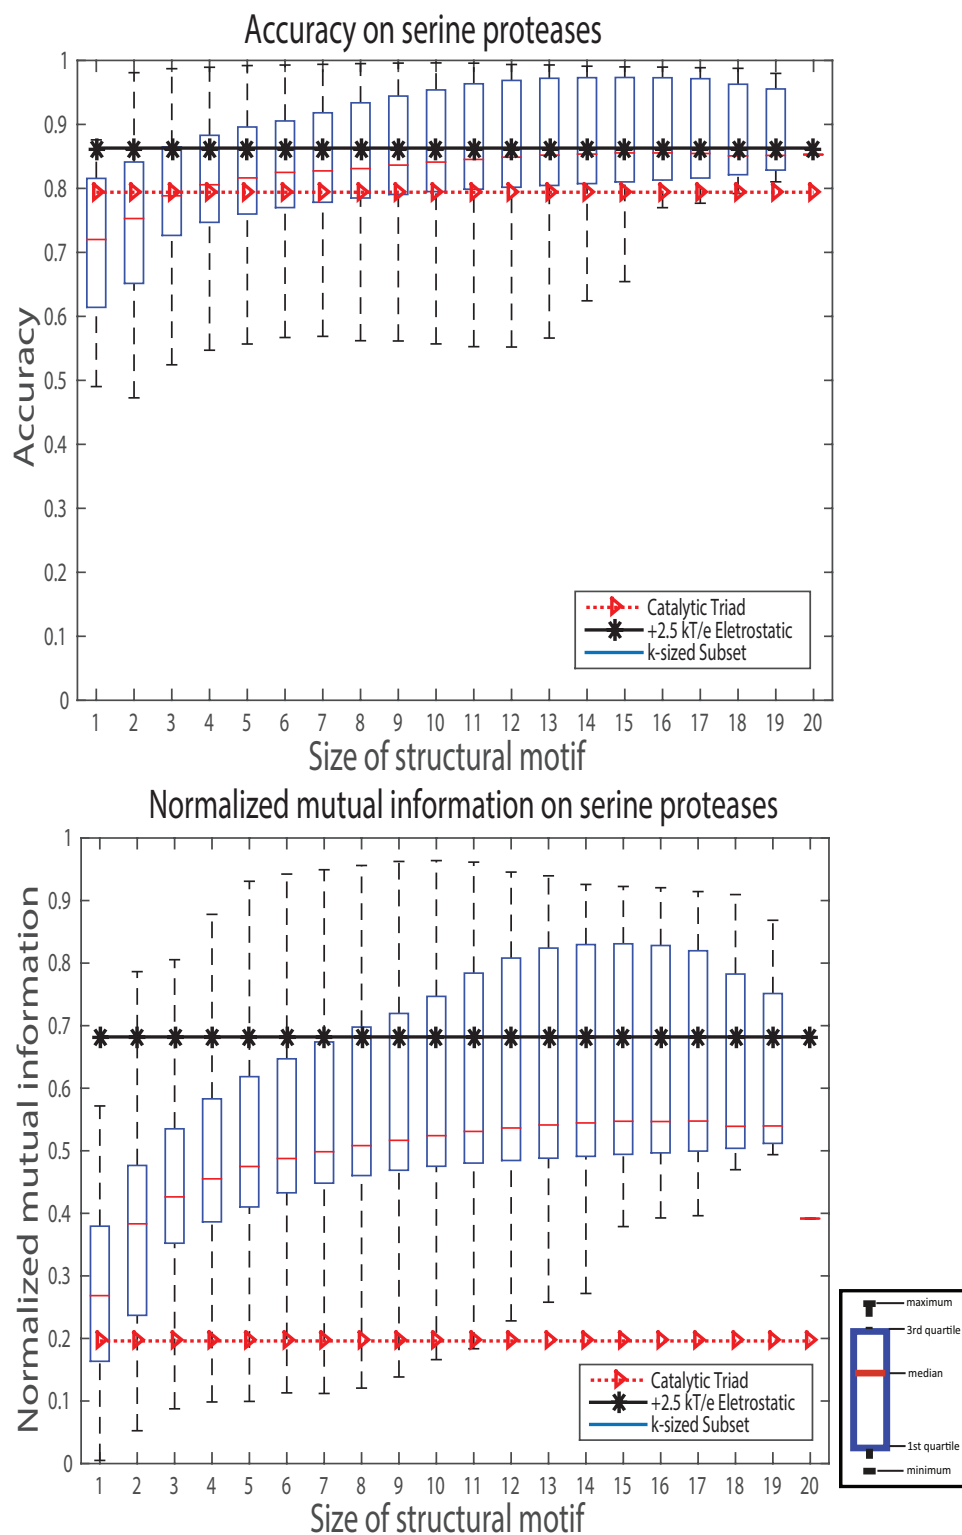 Accuracy on serine proteases
Accuracy
1
0.9
0.8
0.7
0.6
0.5
0.4
0.3
0.2
0.1
0
Catalytic Triad
+2.5 kT/e Eletrostatic
k-sized Subset
1 2 3 4 5 6 7 8 9 10 11 12 13 14 15 16 17 18 19 20
Size of structural motif
Normalized mutual information on serine proteases
Normalized mutual information
1
0.9
0.8
0.7
0.6
0.5
0.4
0.3
0.2
0.1
0
Catalytic Triad
+2.5 kT/e Eletrostatic
k-sized Subset
1 2 3 4 5 6 7 8 9 10 11 12 13 14 15 16 17 18 19 20
Size of structural motif
maximum
3rd quartile
median
1st quartile
minimum